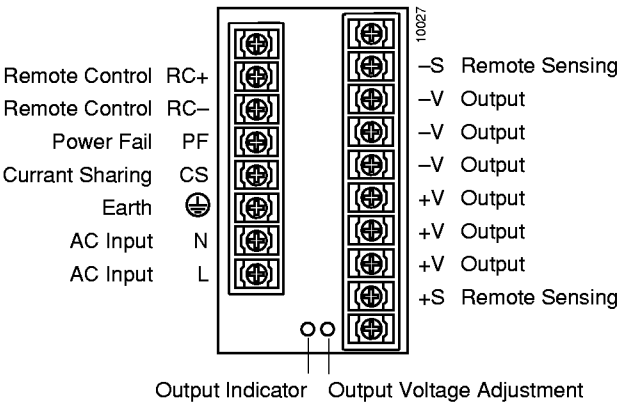 10027
–S Remote Sensing
Remote Control RC+
–V Output
Remote Control RC–
–V Output
Power Fail PF
–V Output
Currant Sharing CS
+V Output
Earth
+V Output
AC Input N
+V Output
AC Input L
+S Remote Sensing
Output Indicator
Output Voltage Adjustment